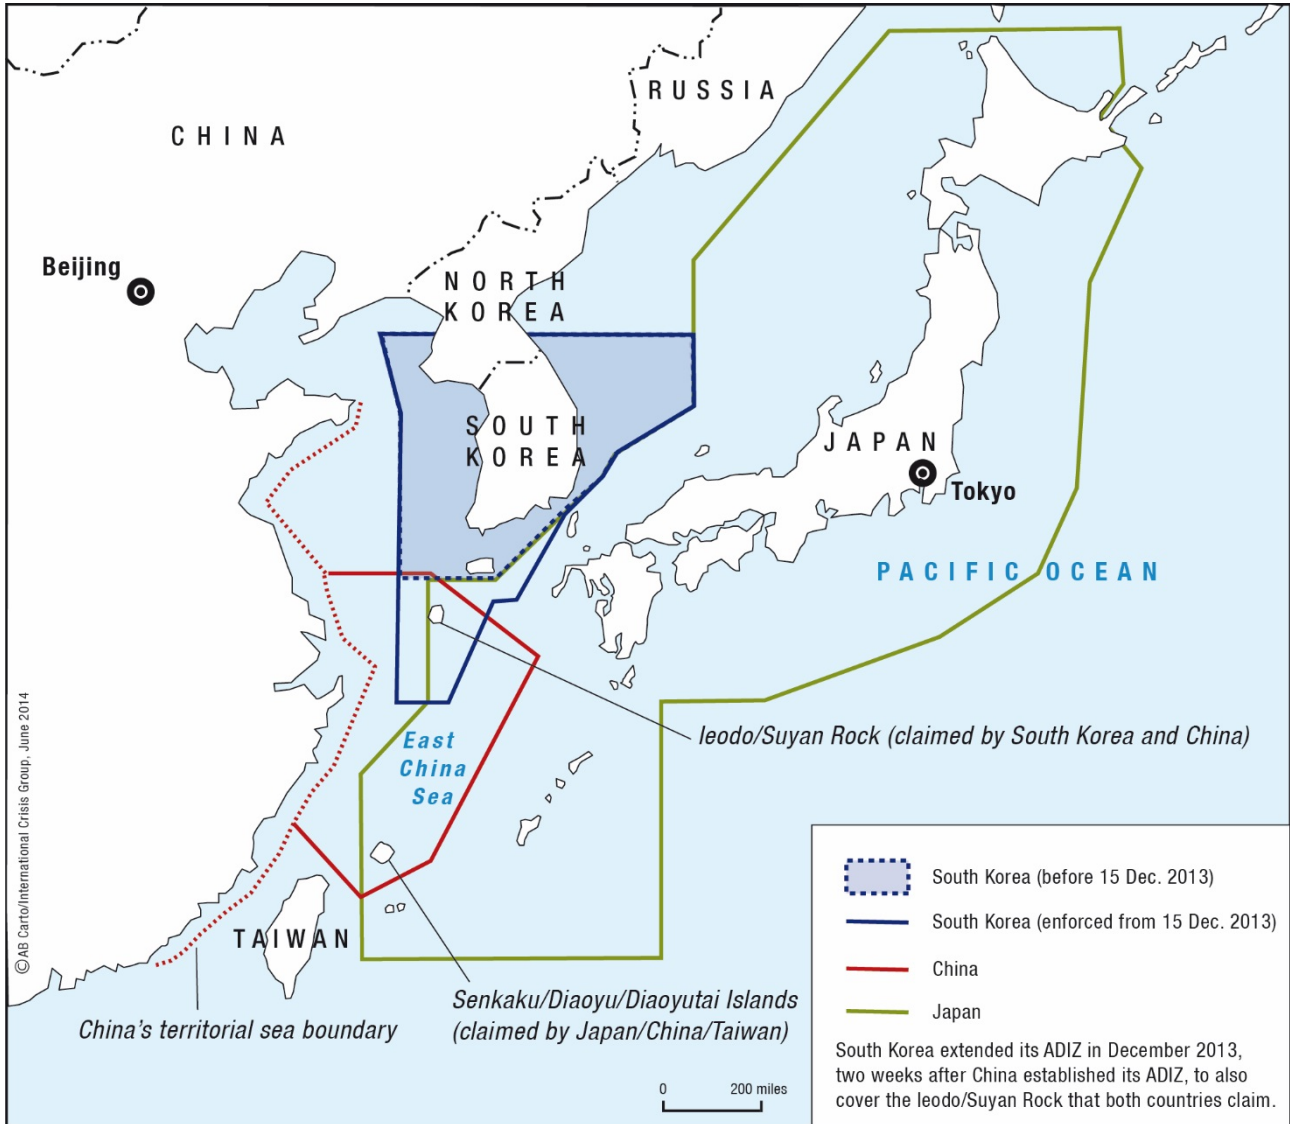 RUSSIA
CHINA
Beijing
NORTH
KOREA
SOUTH
KOREA
JAPAN
Tokyo
PACIFIC OCEAN
Ieodo/Suyan Rock (claimed by South Korea and China)
East
China
Sea
TAIWAN
Senkaku/Diaoyu/Diaoyutai Islands
(claimed by Japan/China/Taiwan)
China’s territorial sea boundary
South Korea (before 15 Dec. 2013)
South Korea (enforced from 15 Dec. 2013)
China
Japan
South Korea extended its ADIZ in December 2013,
two weeks after China established its ADIZ, to also
cover the Ieodo/Suyan Rock that both countries claim.
0 200 miles
©AB Carto/International Crisis Group, June 2014